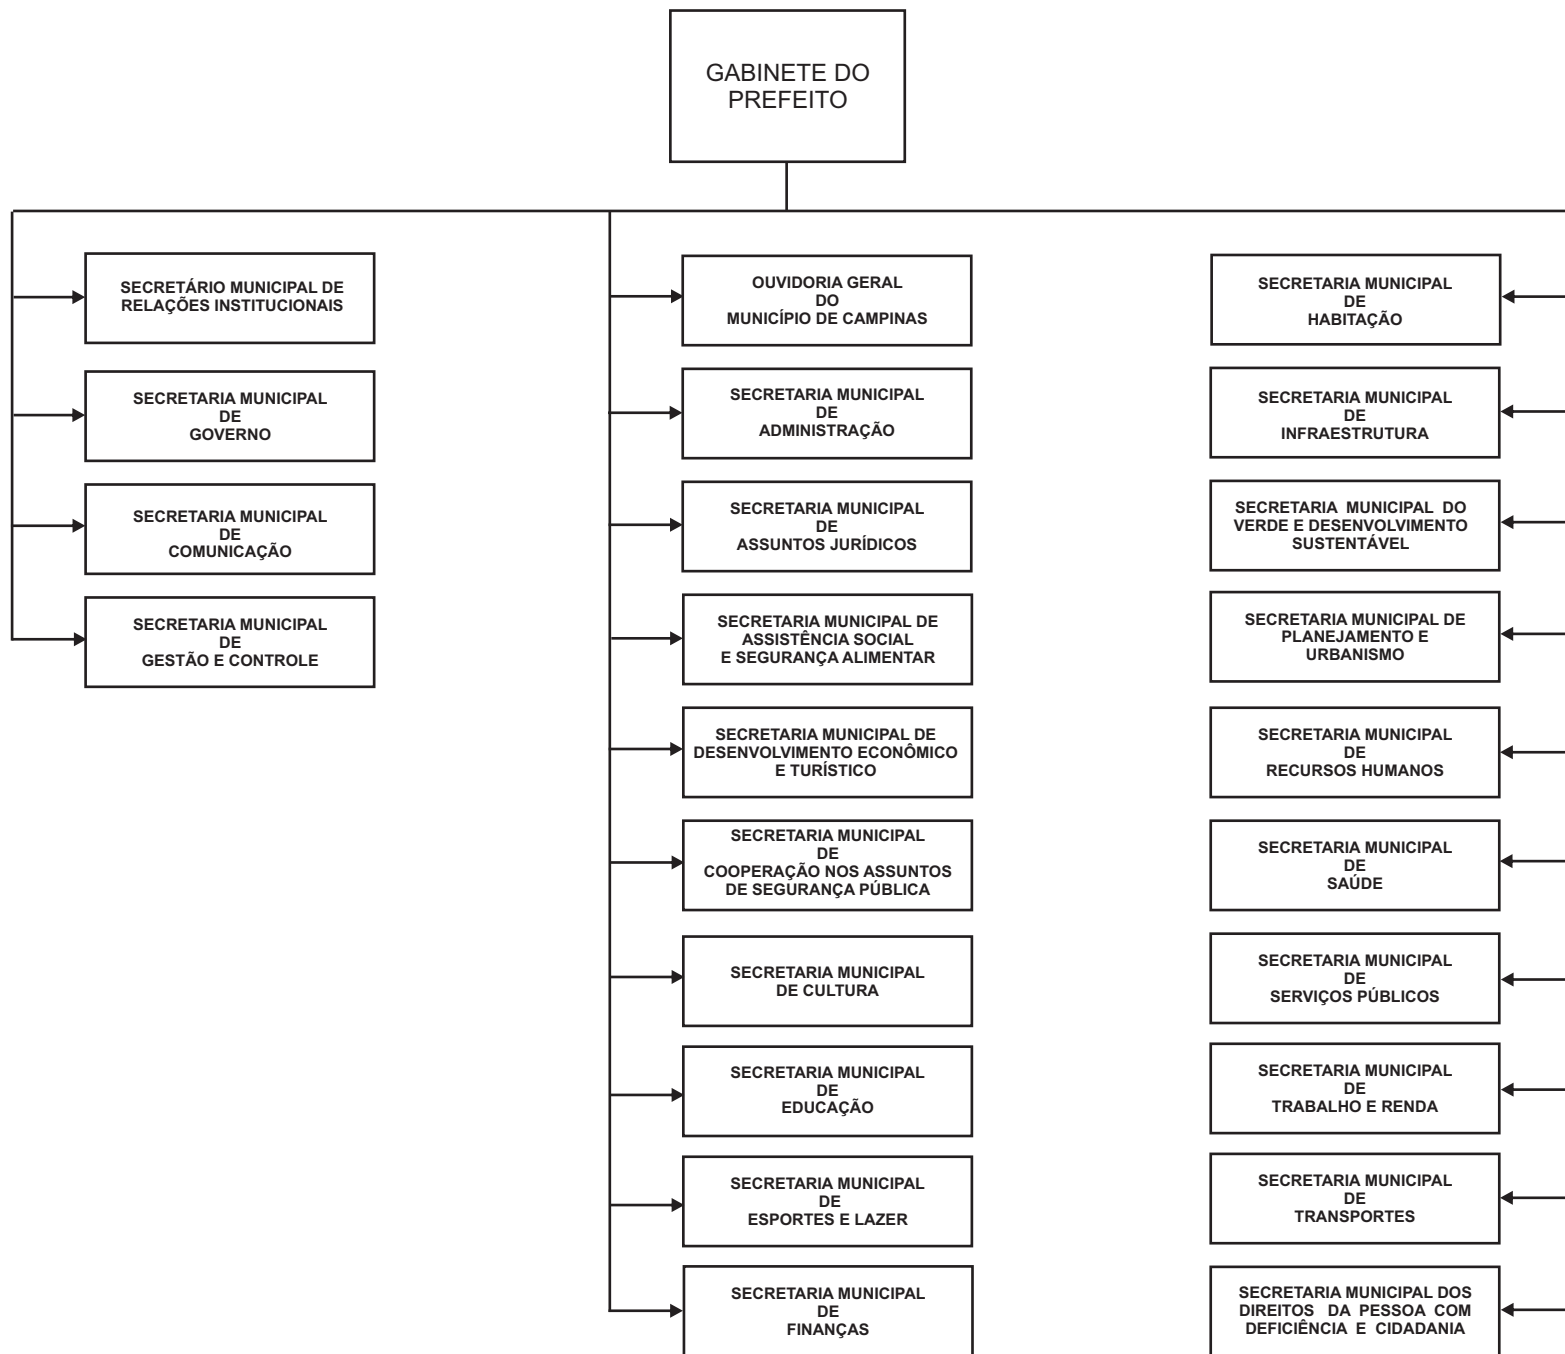 GABINETE DO
PREFEITO
SECRETÁRIO MUNICIPAL DE
RELAÇÕES INSTITUCIONAIS
SECRETARIA MUNICIPAL
DE
GOVERNO
SECRETARIA MUNICIPAL
DE
COMUNICAÇÃO
SECRETARIA MUNICIPAL
DE
GESTÃO E CONTROLE
OUVIDORIA GERAL
DO
MUNICÍPIO DE CAMPINAS
SECRETARIA MUNICIPAL
DE
ADMINISTRAÇÃO
SECRETARIA MUNICIPAL
DE
ASSUNTOS JURÍDICOS
SECRETARIA MUNICIPAL DE
ASSISTÊNCIA SOCIAL
E SEGURANÇA ALIMENTAR
SECRETARIA MUNICIPAL DE
DESENVOLVIMENTO ECONÔMICO
E TURÍSTICO
SECRETARIA MUNICIPAL
DE
COOPERAÇÃO NOS ASSUNTOS
DE SEGURANÇA PÚBLICA
SECRETARIA MUNICIPAL
DE CULTURA
SECRETARIA MUNICIPAL
DE
EDUCAÇÃO
SECRETARIA MUNICIPAL
DE
ESPORTES E LAZER
SECRETARIA MUNICIPAL
DE
FINANÇAS
SECRETARIA MUNICIPAL
DE
HABITAÇÃO
SECRETARIA MUNICIPAL
DE
INFRAESTRUTURA
SECRETARIA MUNICIPAL DO
VERDE E DESENVOLVIMENTO
SUSTENTÁVEL
SECRETARIA MUNICIPAL DE
PLANEJAMENTO E
URBANISMO
SECRETARIA MUNICIPAL
DE
RECURSOS HUMANOS
SECRETARIA MUNICIPAL
DE
SAÚDE
SECRETARIA MUNICIPAL
DE
SERVIÇOS PÚBLICOS
SECRETARIA MUNICIPAL
DE
TRABALHO E RENDA
SECRETARIA MUNICIPAL
DE
TRANSPORTES
SECRETARIA MUNICIPAL DOS
DIREITOS DA PESSOA COM
DEFICIÊNCIA E CIDADANIA